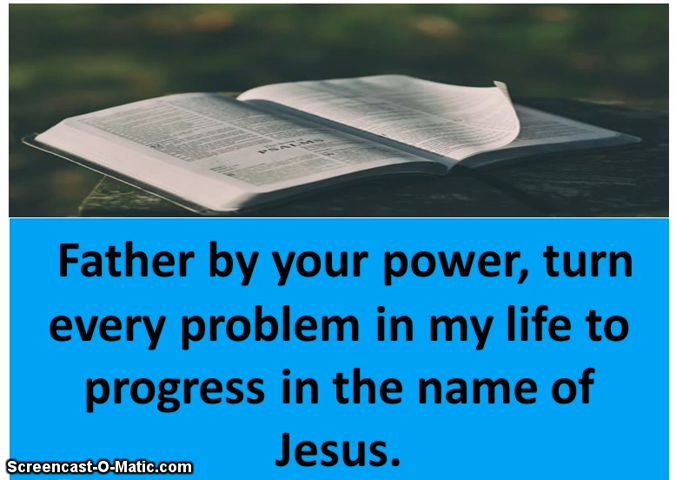 PSALMS
Father by your power, turn
every problem in my life to
progress in the name of
Jesus.
Screencast-O-Matic.com